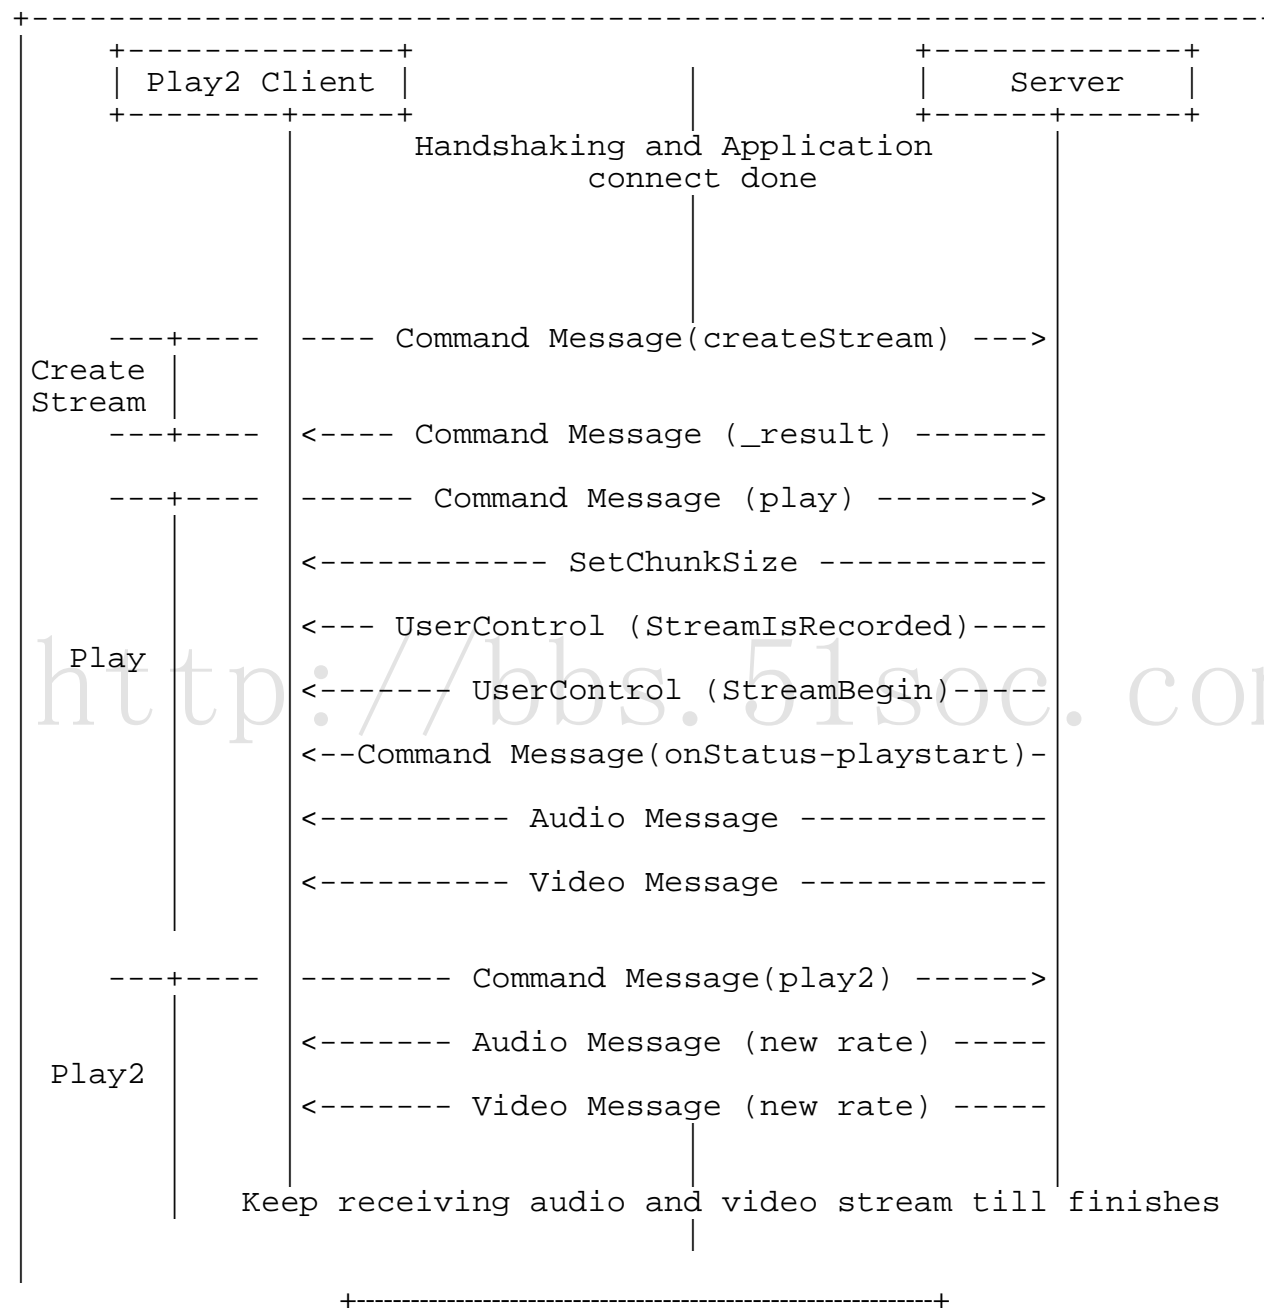 Play2 Client
Server
Handshaking and Application
connect done
---- Command Message(createStream) --->
Create
Stream
<---- Command Message (_result) -------
------ Command Message (play) -------->
<------------ SetChunkSize ------------
<--- UserControl (StreamIsRecorded)----
Play
<------- UserControl (StreamBegin)-----
http://bbs.51soc.com
<--Command Message(onStatus-playstart)-
<---------- Audio Message -------------
<---------- Video Message -------------
-------- Command Message(play2) ------>
<------- Audio Message (new rate) -----
Play2
<------- Video Message (new rate) -----
Keep receiving audio and video stream till finishes